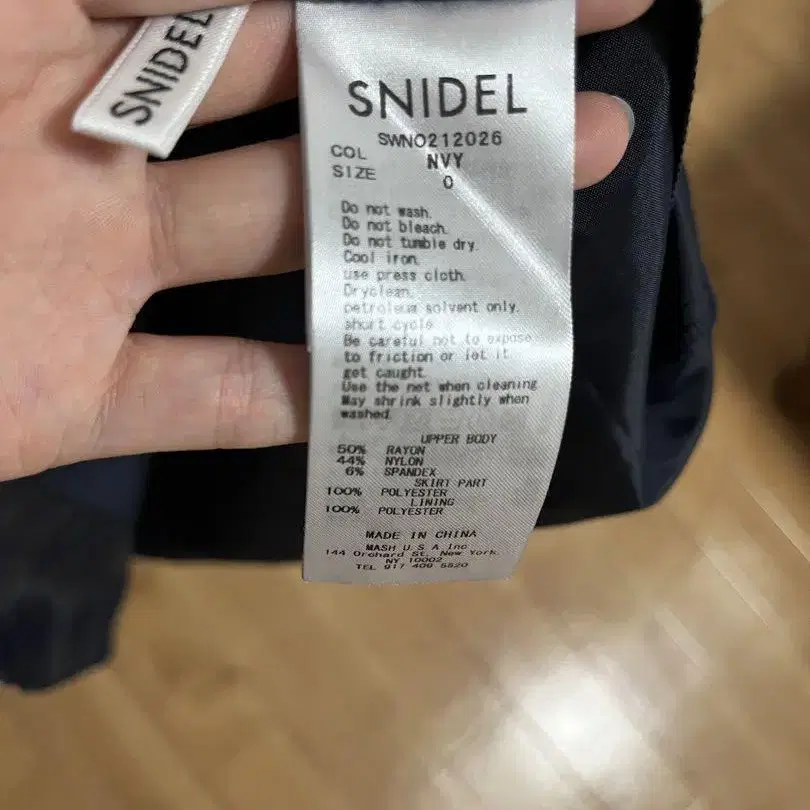 SNIDEL
SNIDEL
SWNO212026
COL NVY
SIZE 0
Do not wash.
Do not bleach.
Do not tumble dry.
Cool iron.
use press cloth.
Dryclean.
petroleum solvent only.
short cycle
Be careful not to expose
to friction or let it
get caught.
Use the net when cleaning
May shrink slightly when
washed.
UPPER BODY
50% RAYON
44% NYLON
6% SPANDEX
SKIRT PART
100% POLYESTER
LINING
100% POLYESTER
MADE IN CHINA
MASH U S A Inc
144 Orchard St. New York.
NY 10002
TEL 917 409 5520